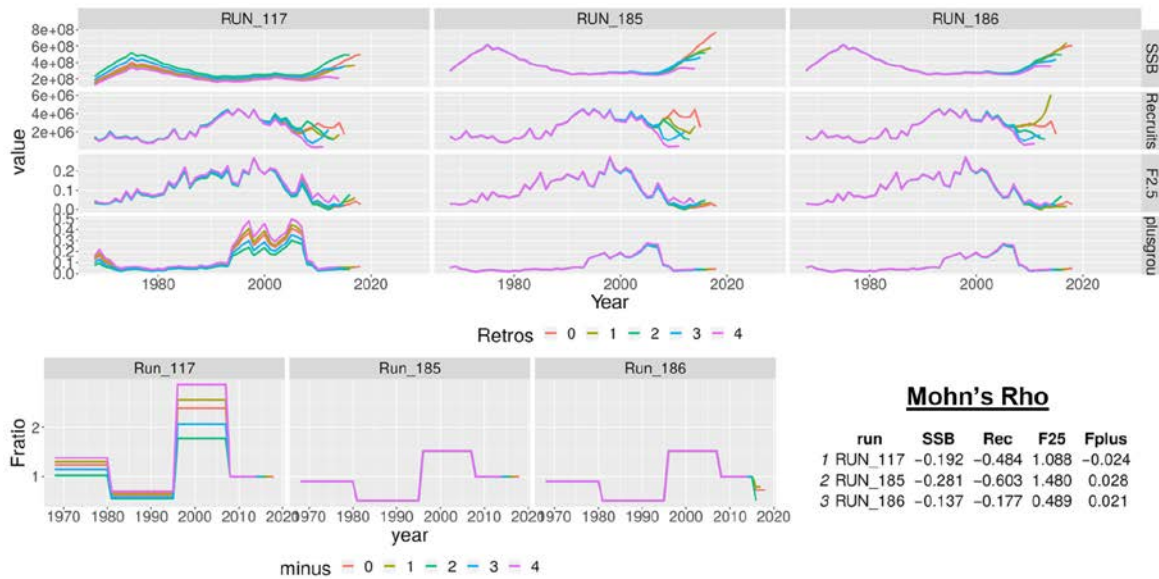 RUN_117 RUN_185 RUN_186
8e+08
6e+08
4e+08
2e+08
SSB
6e+06
4e+06
2e+06
Recruits
value
0.2
0.1
0.0
F2.5
0.5
0.4
0.3
0.2
0.1
0.0
plusgrou
1980 2000 2020 1980 2000 2020 1980 2000 2020
Year
Retros 0 1 2 3 4
Run_117 Run_185 Run_186
Fratio
2
1
1970 1980 1990 2000 2010 2020 1970 1980 1990 2000 2010 2020 1970 1980 1990 2000 2010 2020
year
minus 0 1 2 3 4
Mohn's Rho
run SSB Rec F25 Fplus
1 RUN_117 −0.192 −0.484 1.088 −0.024
2 RUN_185 −0.281 −0.603 1.480 0.028
3 RUN_186 −0.137 −0.177 0.489 0.021